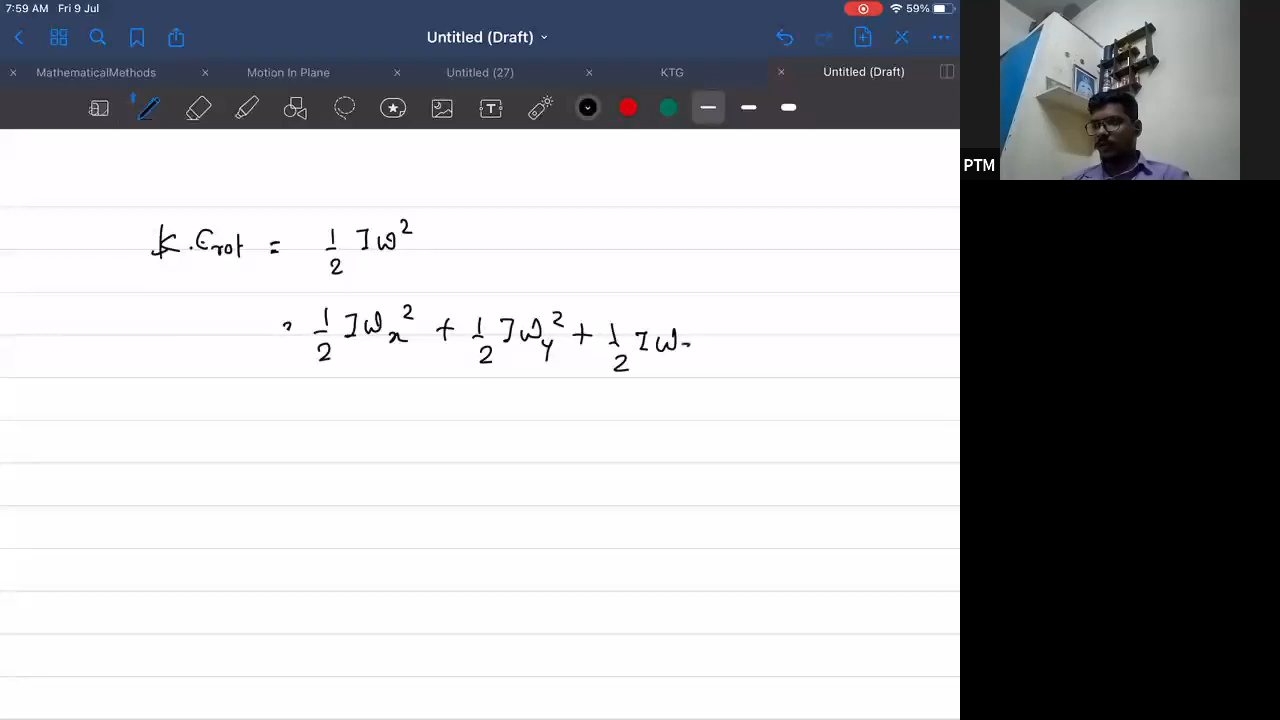 7:59 AM Fri 9 Jul
59%
Untitled (Draft)
MathematicalMethods
Motion In Plane
Untitled (27)
KTG
Untitled (Draft)
PTM
K.Erot = 1/2 Iω²
= 1/2 Iωx² + 1/2 Iωy² + 1/2 Iω